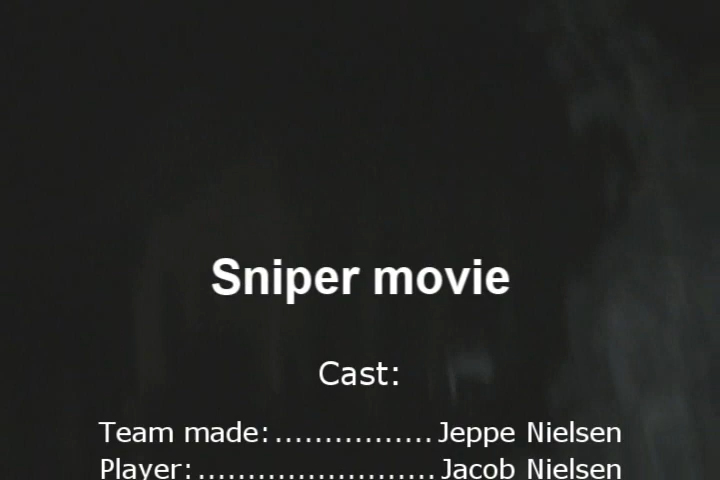 Sniper movie
Cast:
Team made:................Jeppe Nielsen
Player:........................Jacob Nielsen